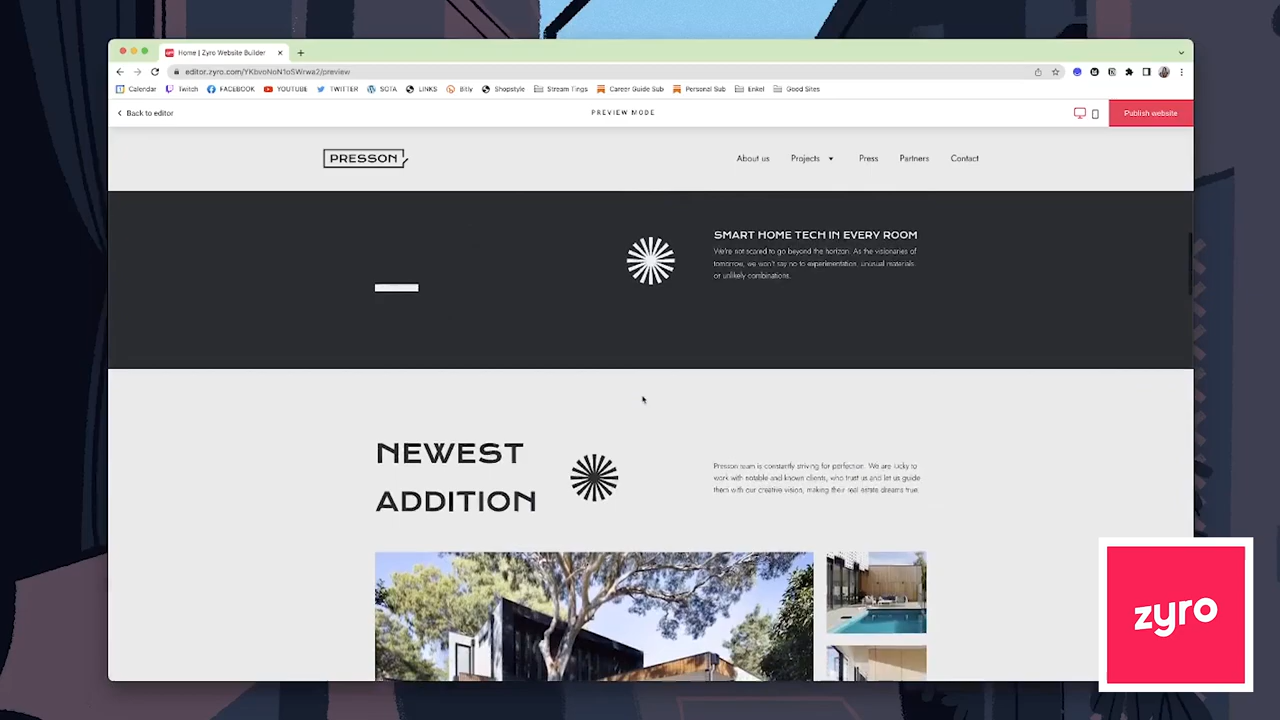 Home | Zyro Website Builder
editor.zyro.com/YKbvoNoN1oSWrwa2/preview
Calendar Twitch FACEBOOK YOUTUBE TWITTER SOTA LINKS Bitly Shopstyle Stream Tings Career Guide Sub Personal Sub Enkel Good Sites
Back to editor PREVIEW MODE Publish website
PRESSON About us Projects Press Partners Contact
SMART HOME TECH IN EVERY ROOM
We're not scared to go beyond the horizon. As the visionaries of
tomorrow, we won't say no to experimentation, unusual materials,
or unlikely combinations.
NEWEST
ADDITION
Presson team is constantly striving for perfection. We are lucky to
work with notable and known clients, who trust us and let us guide
them with our creative vision, making their real estate dreams true.
zyro